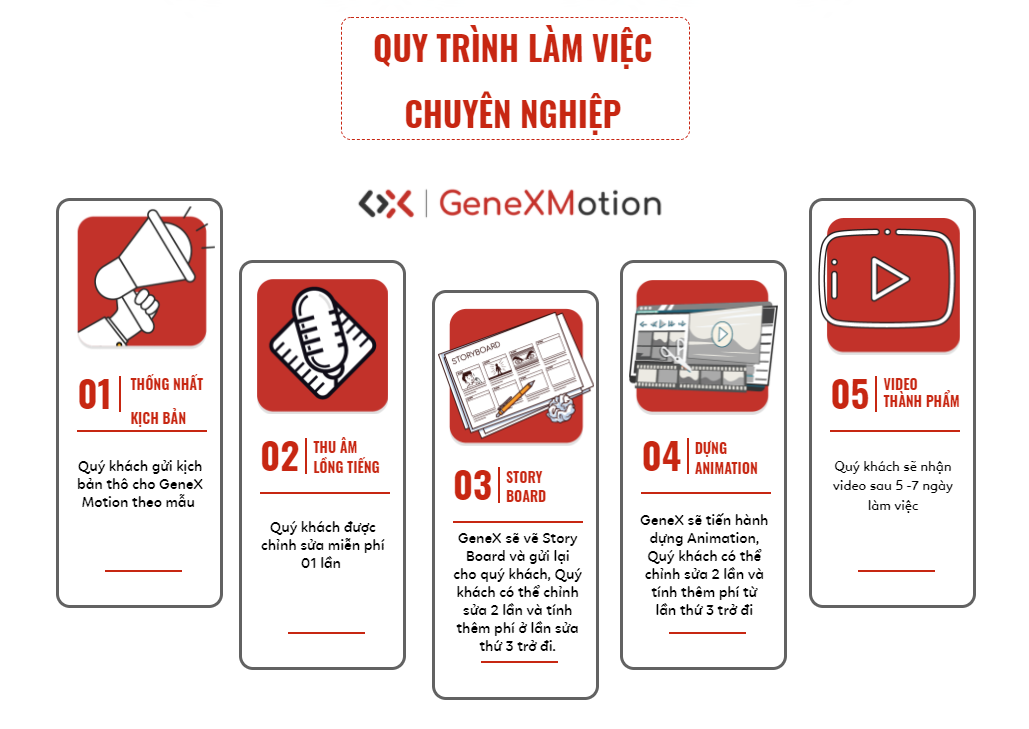 QUY TRÌNH LÀM VIỆC
CHUYÊN NGHIỆP
GeneXMotion
01
THỐNG NHẤT
KỊCH BẢN
Quý khách gửi kịch
bản thô cho GeneX
Motion theo mẫu
02
THU ÂM
LỒNG TIẾNG
Quý khách được
chỉnh sửa miễn phí
01 lần
STORYBOARD
03
STORY
BOARD
GeneX sẽ vẽ Story
Board và gửi lại
cho quý khách, Quý
khách có thể chỉnh
sửa 2 lần và tính
thêm phí ở lần sửa
thứ 3 trở đi.
04
DỰNG
ANIMATION
GeneX sẽ tiến hành
dựng Animation,
Quý khách có thể
chỉnh sửa 2 lần và
tính thêm phí từ
lần thứ 3 trở đi
05
VIDEO
THÀNH PHẨM
Quý khách sẽ nhận
video sau 5 -7 ngày
làm việc